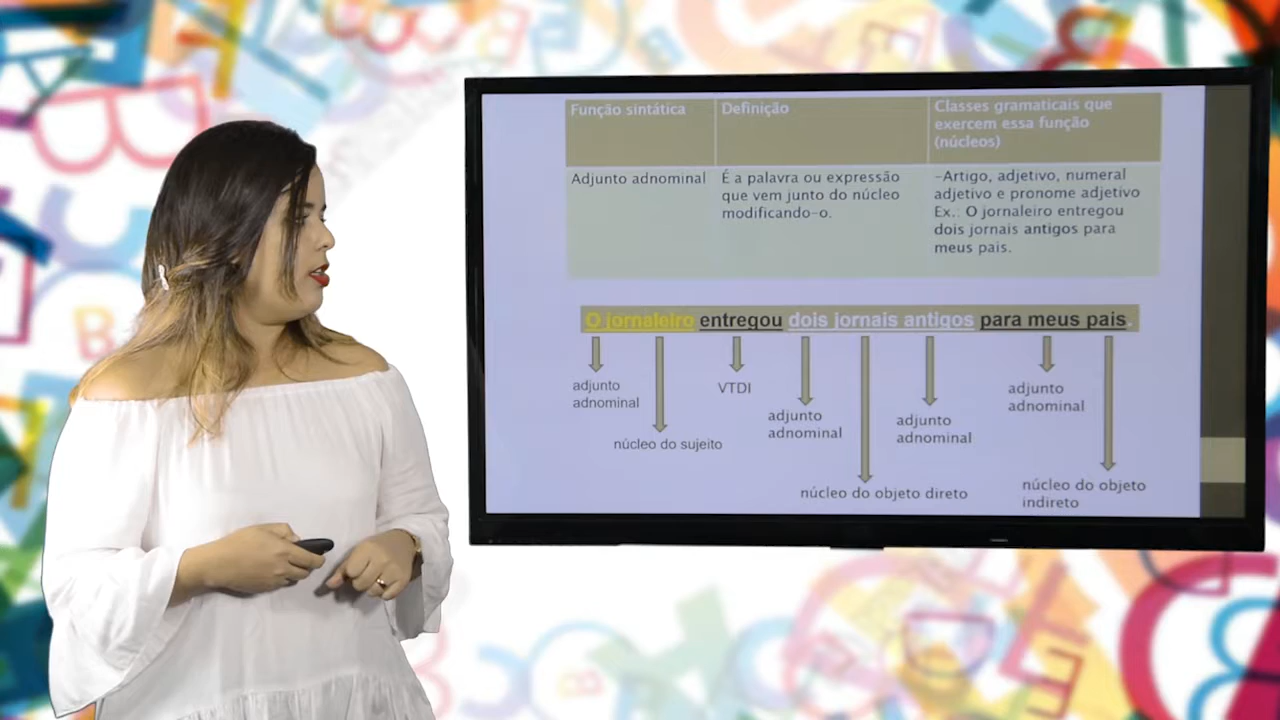 Função sintática
Definição
Classes gramaticais que
exercem essa função
(núcleos)
Adjunto adnominal
É a palavra ou expressão
que vem junto do núcleo
modificando-o.
-Artigo, adjetivo, numeral
adjetivo e pronome adjetivo
Ex.: O jornaleiro entregou
dois jornais antigos para
meus pais.
O jornaleiro entregou dois jornais antigos para meus pais.
adjunto
adnominal
núcleo do sujeito
VTDI
adjunto
adnominal
núcleo do objeto direto
adjunto
adnominal
adjunto
adnominal
núcleo do objeto
indireto